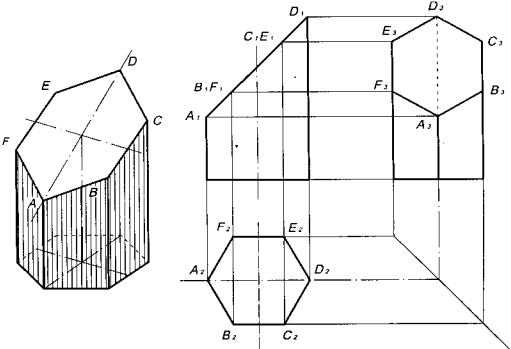 D
E
F
C
A
B
D₁
C₁E₁
B₁F₁
A₁
D₃
E₃
C₃
F₃
B₃
A₃
F₂
E₂
A₂
D₂
B₂
C₂